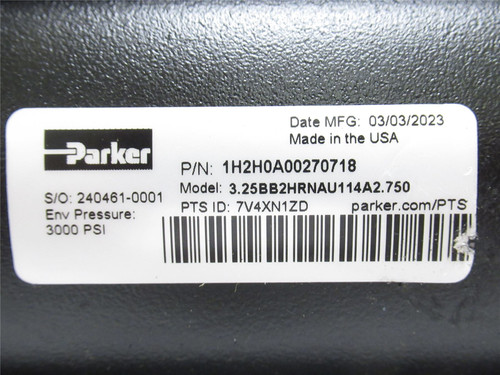 Date MFG: 03/03/2023
Made in the USA
Parker
P/N: 1H2H0A00270718
Model: 3.25BB2HRNAU114A2.750
S/O: 240461-0001
PTS ID: 7V4XN1ZD parker.com/PTS
Env Pressure:
3000 PSI